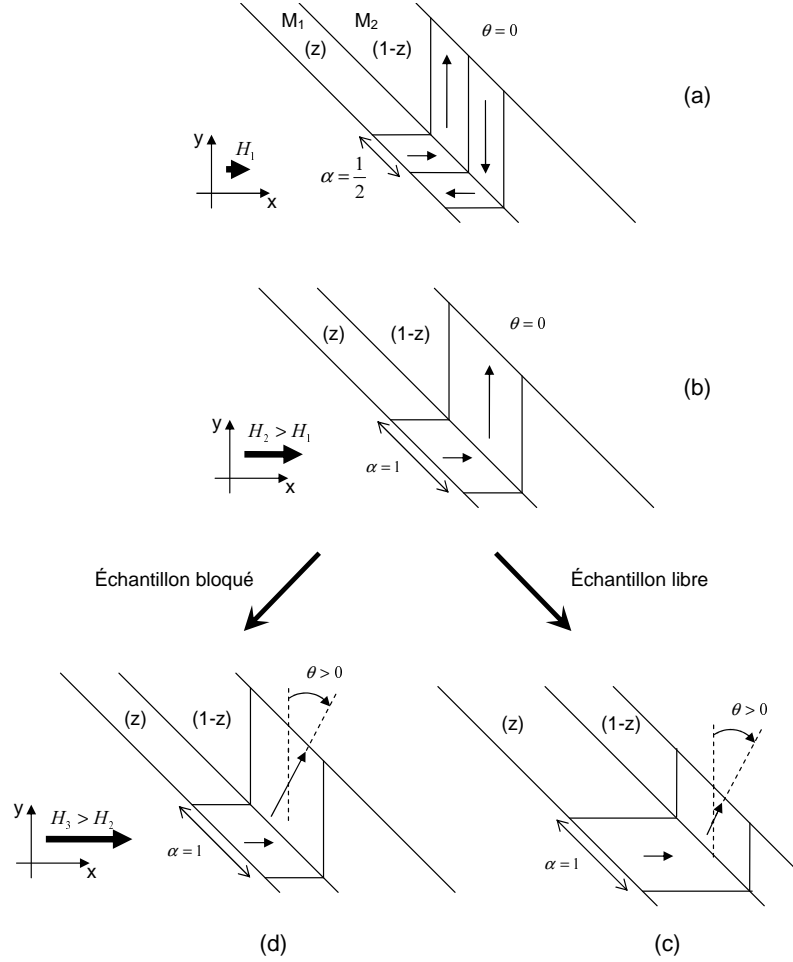 M₁ M₂
(z) (1-z)
θ = 0
(a)
y
H₁
x
α = 1/2
(z) (1-z)
θ = 0
(b)
y
H₂ > H₁
x
α = 1
Échantillon bloqué
Échantillon libre
(z) (1-z)
θ > 0
y
H₃ > H₂
x
α = 1
(z) (1-z)
θ > 0
α = 1
(d) (c)